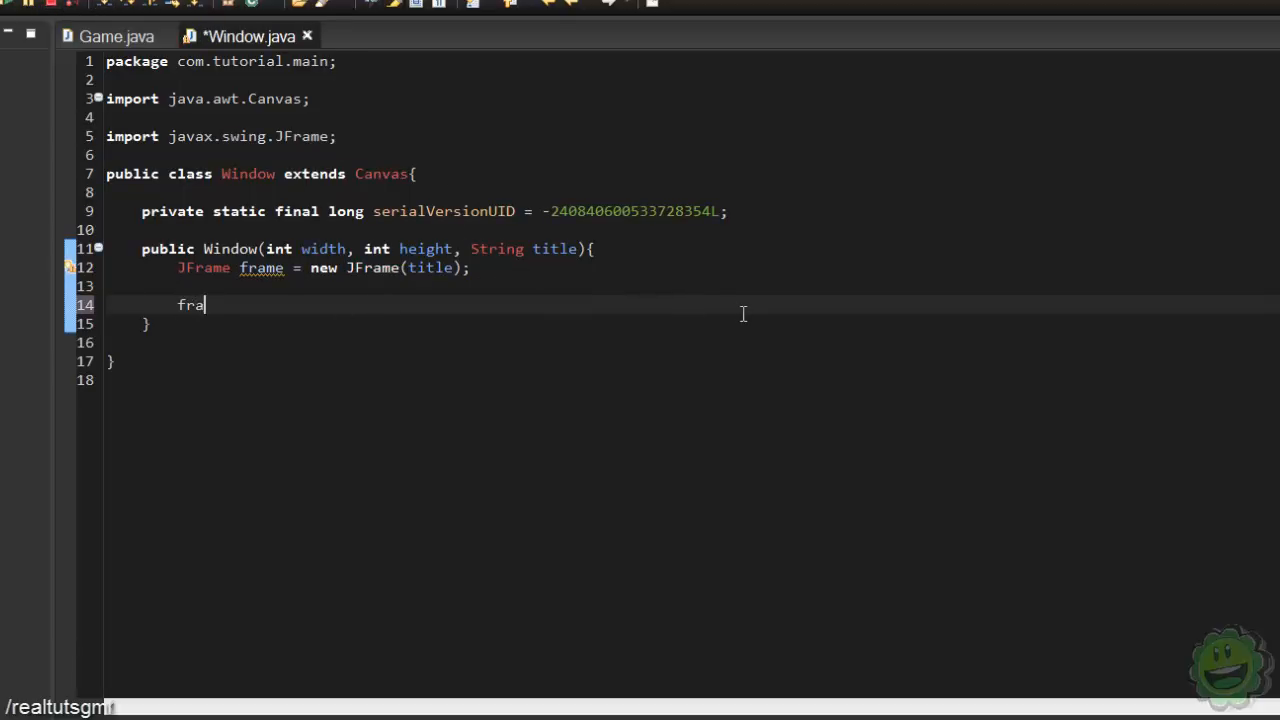 Game.java
*Window.java
1 package com.tutorial.main;
2
3 import java.awt.Canvas;
4
5 import javax.swing.JFrame;
6
7 public class Window extends Canvas{
8
9 private static final long serialVersionUID = -240840600533728354L;
10
11 public Window(int width, int height, String title){
12 JFrame frame = new JFrame(title);
13
14 fra
15 }
16
17 }
18
/realtutsgmr